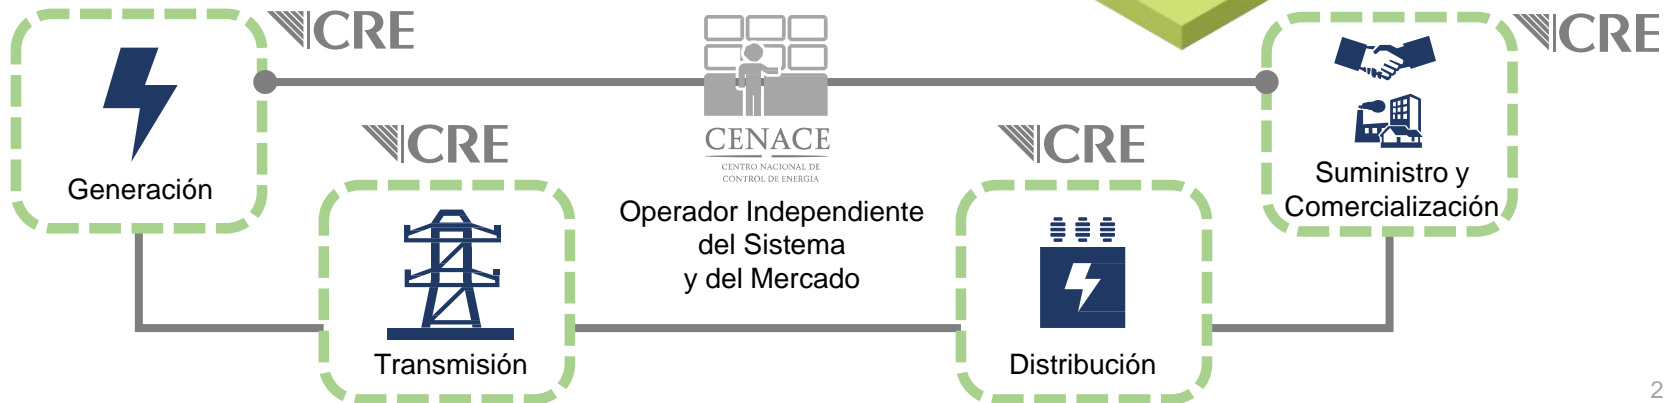 CRE
Generación
CRE
Transmisión
CENACE
CENTRO NACIONAL DE
CONTROL DE ENERGÍA
Operador Independiente
del Sistema
y del Mercado
CRE
Distribución
CRE
Suministro y
Comercialización
2